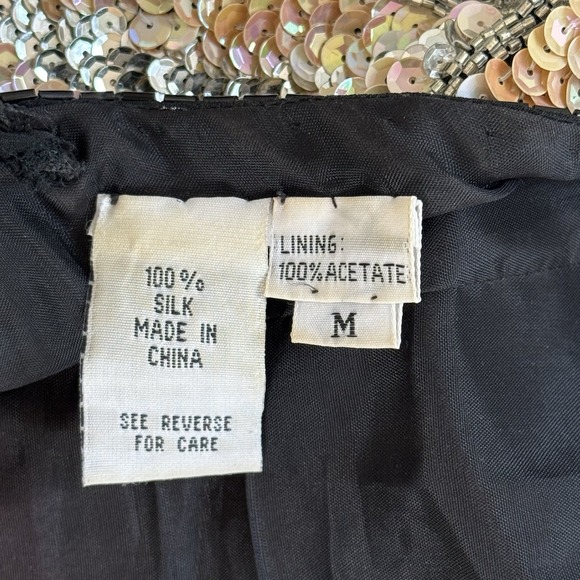 100%
SILK
MADE IN
CHINA
SEE REVERSE
FOR CARE
LINING:
100% ACETATE
M